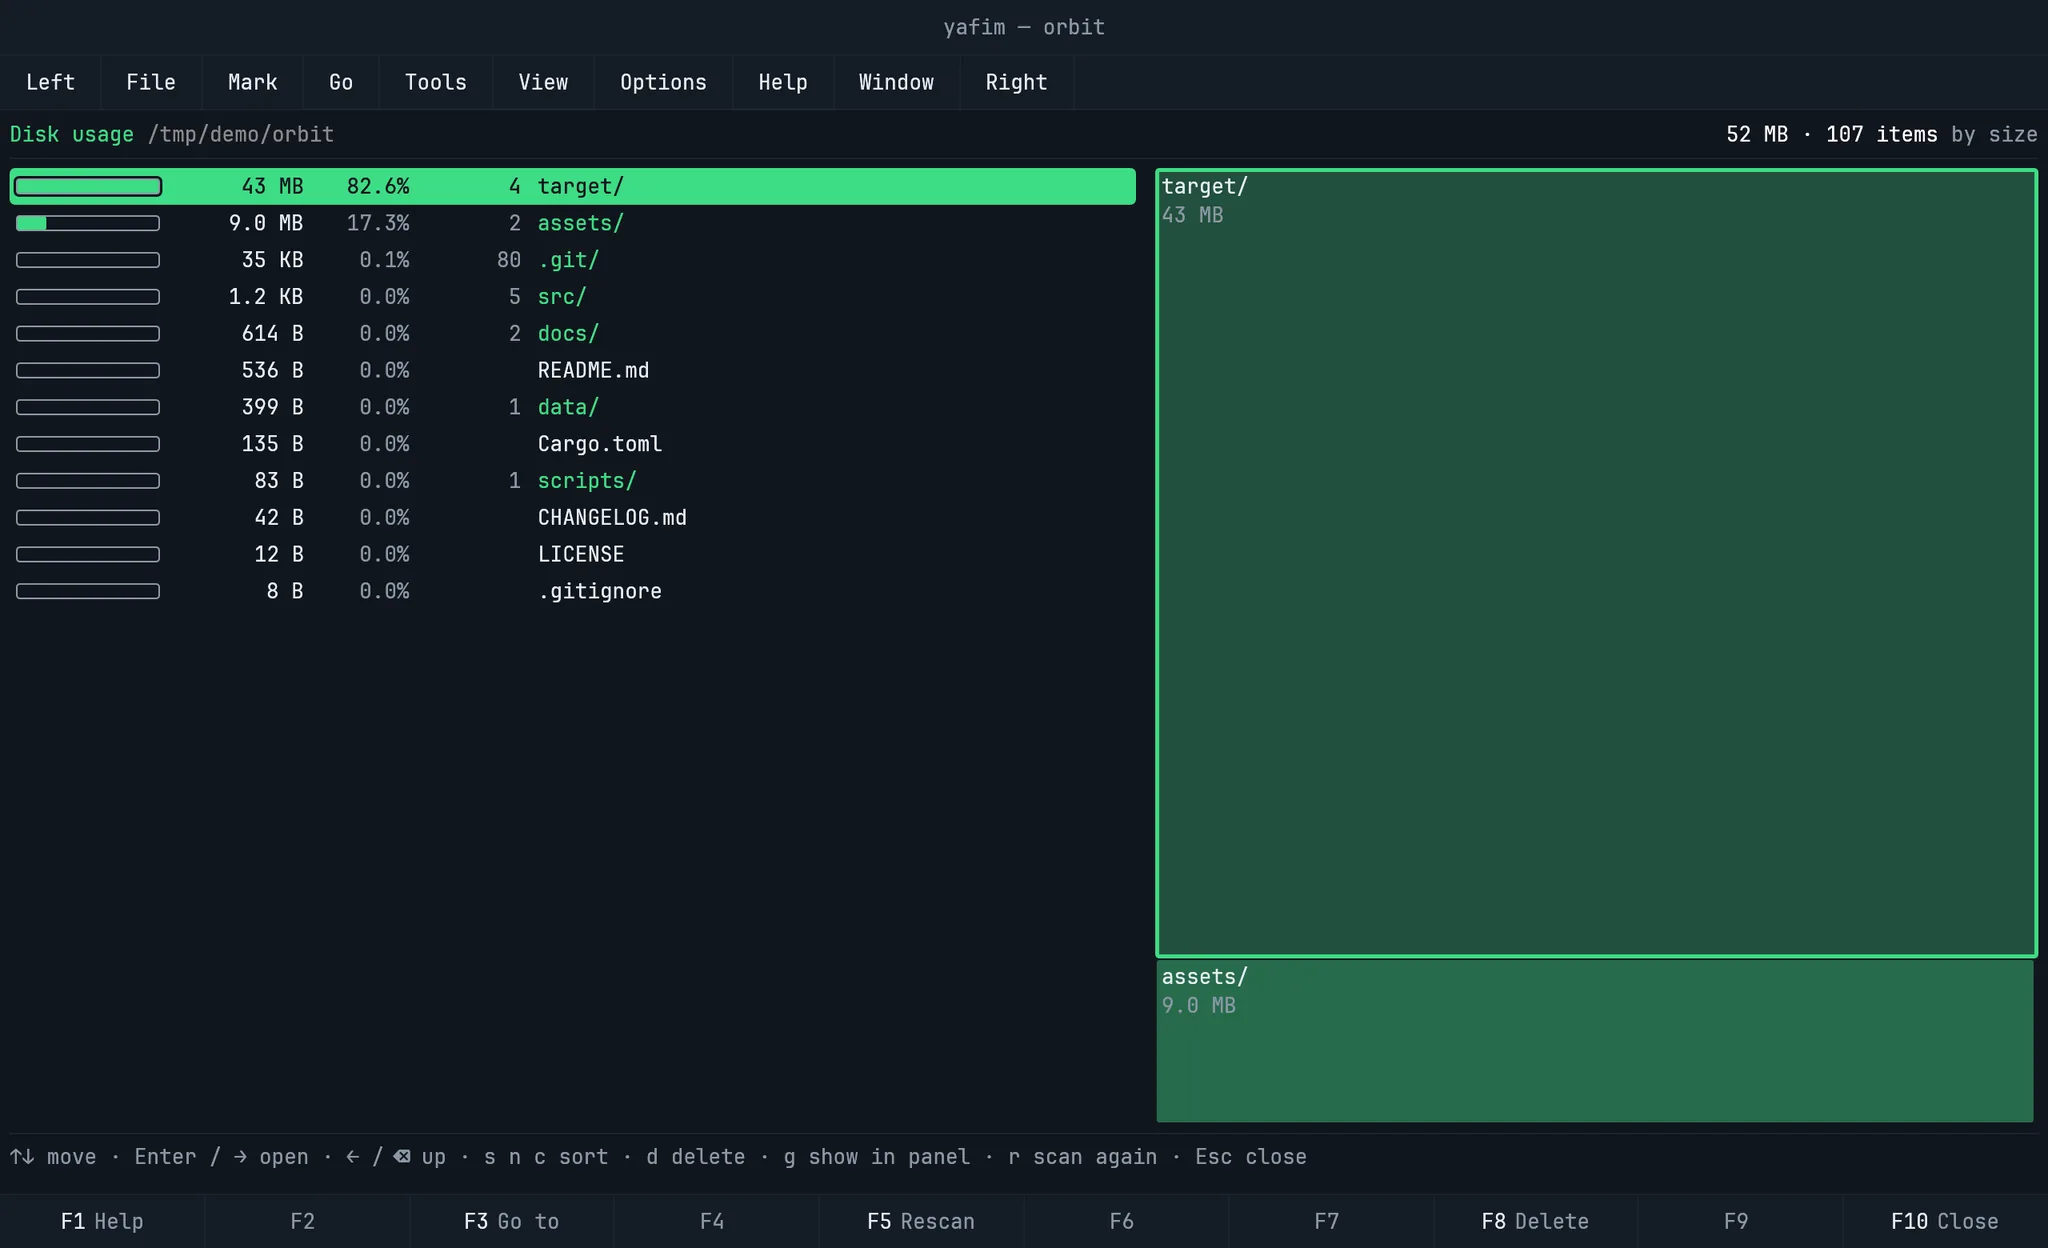 yafim — orbit
Left File Mark Go Tools View Options Help Window Right
Disk usage /tmp/demo/orbit 52 MB · 107 items by size
43 MB 82.6% 4 target/
9.0 MB 17.3% 2 assets/
35 KB 0.1% 80 .git/
1.2 KB 0.0% 5 src/
614 B 0.0% 2 docs/
536 B 0.0% README.md
399 B 0.0% 1 data/
135 B 0.0% Cargo.toml
83 B 0.0% 1 scripts/
42 B 0.0% CHANGELOG.md
12 B 0.0% LICENSE
8 B 0.0% .gitignore
target/
43 MB
assets/
9.0 MB
↑↓ move · Enter / → open · ← / ⌫ up · s n c sort · d delete · g show in panel · r scan again · Esc close
F1 Help F2 F3 Go to F4 F5 Rescan F6 F7 F8 Delete F9 F10 Close